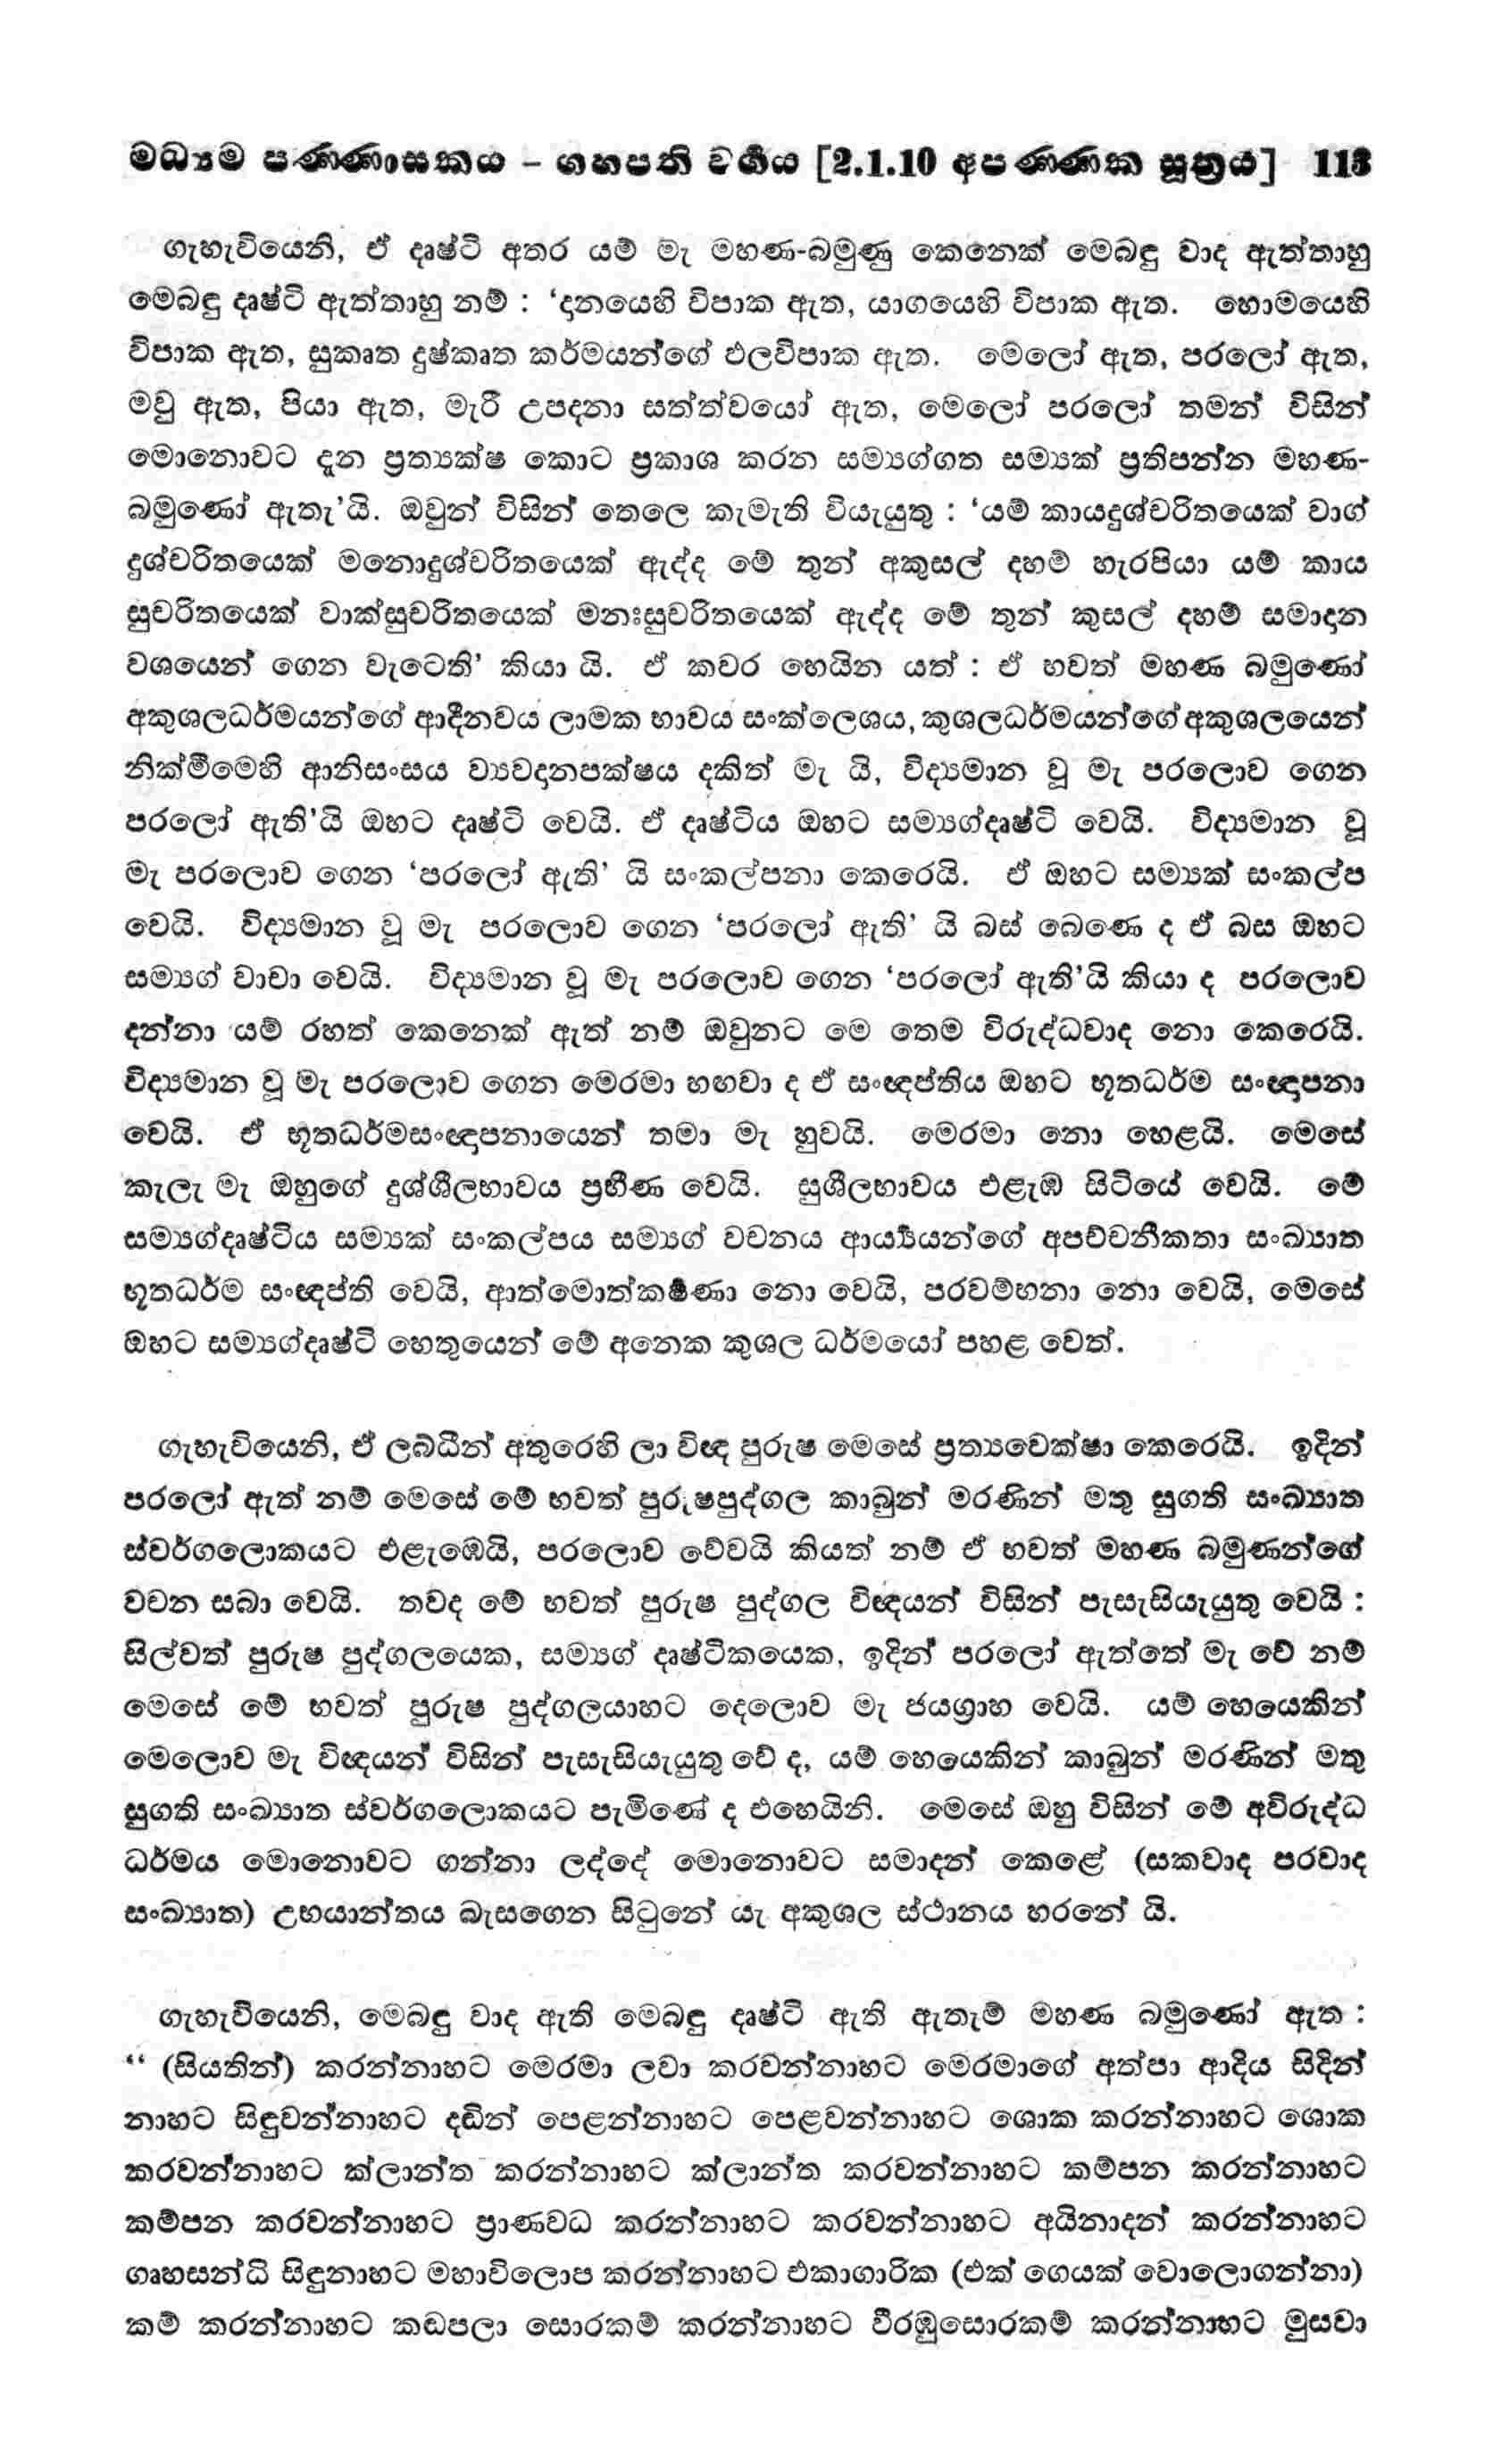 මධ්‍යම පණ්ණාසකය – ගහපති වර්‍ගය [2.1.10 අපණ්ණක සූත්‍රය] 113
ගැහැවියෙනි, ඒ දෘෂ්ටි අතර යම් මැ මහණ-බමුණු කෙනෙක් මෙබඳු වාද ඇත්තාහු
මෙබඳු දෘෂ්ටි ඇත්තාහු නම් : ‘දානයෙහි විපාක ඇත, යාගයෙහි විපාක ඇත. හොමයෙහි
විපාක ඇත, සුකෘත දුෂ්කෘත කර්මයන්ගේ ඵලවිපාක ඇත. මෙලෝ ඇත, පරලෝ ඇත,
මවු ඇත, පියා ඇත, මැරී උපදනා සත්ත්වයෝ ඇත, මෙලෝ පරලෝ තමන් විසින්
මොනොවට දැන ප්‍රත්‍යක්ෂ කොට ප්‍රකාශ කරන සම්‍යග්ගත සම්‍යක් ප්‍රතිපන්න මහණ-
බමුණෝ ඇතැ’යි. ඔවුන් විසින් තෙලෙ කැමැති වියැයුතු : ‘යම් කායදුශ්චරිතයෙක් වාග්
දුශ්චරිතයෙක් මනොදුශ්චරිතයෙක් ඇද්ද මේ තුන් අකුසල් දහම් හැරපියා යම් කාය
සුචරිතයෙක් වාක්සුචරිතයෙක් මනඃසුචරිතයෙක් ඇද්ද මේ තුන් කුසල් දහම් සමාදාන
වශයෙන් ගෙන වැටෙති’ කියා යි. ඒ කවර හෙයින යත් : ඒ භවත් මහණ බමුණෝ
අකුශලධර්මයන්ගේ ආදීනවය ලාමක භාවය සංක්ලෙශය, කුශලධර්මයන්ගේ අකුශලයෙන්
නික්මීමෙහි ආනිසංසය ව්‍යවදානපක්ෂය දකිත් මැ යි, විද්‍යමාන වූ මැ පරලොව ගෙන
පරලෝ ඇති’යි ඔහට දෘෂ්ටි වෙයි. ඒ දෘෂ්ටිය ඔහට සම්‍යග්දෘෂ්ටි වෙයි. විද්‍යමාන වූ
මැ පරලොව ගෙන ‘පරලෝ ඇති’ යි සංකල්පනා කෙරෙයි. ඒ ඔහට සම්‍යක් සංකල්ප
වෙයි. විද්‍යමාන වූ මැ පරලොව ගෙන ‘පරලෝ ඇති’ යි බස් බෙණෙ ද ඒ බස ඔහට
සම්‍යග් වාචා වෙයි. විද්‍යමාන වූ මැ පරලොව ගෙන ‘පරලෝ ඇති’යි කියා ද පරලොව
දන්නා යම් රහත් කෙනෙක් ඇත් නම් ඔවුනට මෙ තෙම විරුද්ධවාද නො කෙරෙයි.
විද්‍යමාන වූ මැ පරලොව ගෙන මෙරමා හඟවා ද ඒ සංඥප්තිය ඔහට භූතධර්ම සංඥාපනා
වෙයි. ඒ භූතධර්මසංඥාපනායෙන් තමා මැ හුවයි. මෙරමා නො හෙළයි. මෙසේ
කැලැ මැ ඔහුගේ දුශ්ශීලභාවය ප්‍රහීණ වෙයි. සුශීලභාවය එළැඹ සිටියේ වෙයි. මේ
සම්‍යග්දෘෂ්ටිය සම්‍යක් සංකල්පය සම්‍යග් වචනය ආර්‍ය්‍යයන්ගේ අපච්චනීකතා සංඛ්‍යාත
භූතධර්ම සංඥප්ති වෙයි, ආත්මොත්කර්‍ෂණා නො වෙයි, පරවම්භනා නො වෙයි, මෙසේ
ඔහට සම්‍යග්දෘෂ්ටි හෙතුයෙන් මේ අනෙක කුශල ධර්මයෝ පහළ වෙත්.
ගැහැවියෙනි, ඒ ලබ්ධීන් අතුරෙහි ලා විඥ පුරුෂ මෙසේ ප්‍රත්‍යවෙක්ෂා කෙරෙයි. ඉදින්
පරලෝ ඇත් නම් මෙසේ මේ භවත් පුරුෂපුද්ගල කාබුන් මරණින් මතු සුගති සංඛ්‍යාත
ස්වර්ගලොකයට එළැඹෙයි, පරලොව වේවයි කියත් නම් ඒ භවත් මහණ බමුණන්ගේ
වචන සබා වෙයි. තවද මේ භවත් පුරුෂ පුද්ගල විඥයන් විසින් පැසැසියැයුතු වෙයි :
සිල්වත් පුරුෂ පුද්ගලයෙක, සම්‍යග් දෘෂ්ටිකයෙක, ඉදින් පරලෝ ඇත්තේ මැ වේ නම්
මෙසේ මේ භවත් පුරුෂ පුද්ගලයාහට දෙලොව මැ ජයග්‍රාහ වෙයි. යම් හෙයෙකින්
මෙලොව මැ විඥයන් විසින් පැසැසියැයුතු වේ ද, යම් හෙයෙකින් කාබුන් මරණින් මතු
සුගති සංඛ්‍යාත ස්වර්ගලොකයට පැමිණේ ද එහෙයිනි. මෙසේ ඔහු විසින් මේ අවිරුද්ධ
ධර්මය මොනොවට ගන්නා ලද්දේ මොනොවට සමාදන් කෙළේ (සකවාද පරවාද
සංඛ්‍යාත) උභයාන්තය බැසගෙන සිටුනේ යැ අකුශල ස්ථානය හරනේ යි.
ගැහැවියෙනි, මෙබඳු වාද ඇති මෙබඳු දෘෂ්ටි ඇති ඇතැම් මහණ බමුණෝ ඇත :
“ (සියතින්) කරන්නාහට මෙරමා ලවා කරවන්නාහට මෙරමාගේ අත්පා ආදිය සිදින්
නාහට සිඳුවන්නාහට දඬින් පෙළන්නාහට පෙළවන්නාහට ශොක කරන්නාහට ශොක
කරවන්නාහට ක්ලාන්ත කරන්නාහට ක්ලාන්ත කරවන්නාහට කම්පන කරන්නාහට
කම්පන කරවන්නාහට ප්‍රාණවධ කරන්නාහට කරවන්නාහට අයිනාදන් කරන්නාහට
ගෘහසන්ධි සිඳුනාහට මහාවිලොප කරන්නාහට එකාගාරික (එක් ගෙයක් වොලොගන්නා)
කම් කරන්නාහට කඩපලා සොරකම් කරන්නාහට වීරඹුසොරකම් කරන්නාහට මුසවා